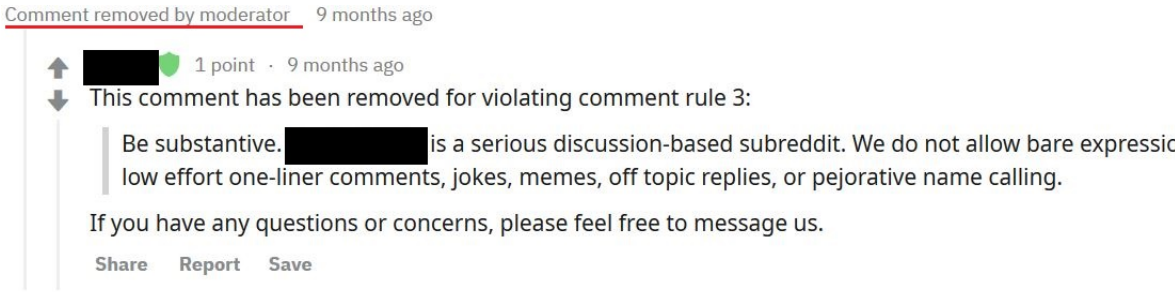 Comment removed by moderator 9 months ago
1 point · 9 months ago
This comment has been removed for violating comment rule 3:
Be substantive. is a serious discussion-based subreddit. We do not allow bare
low effort one-liner comments, jokes, memes, off topic replies, or pejorative name calling.
If you have any questions or concerns, please feel free to message us.
Share Report Save